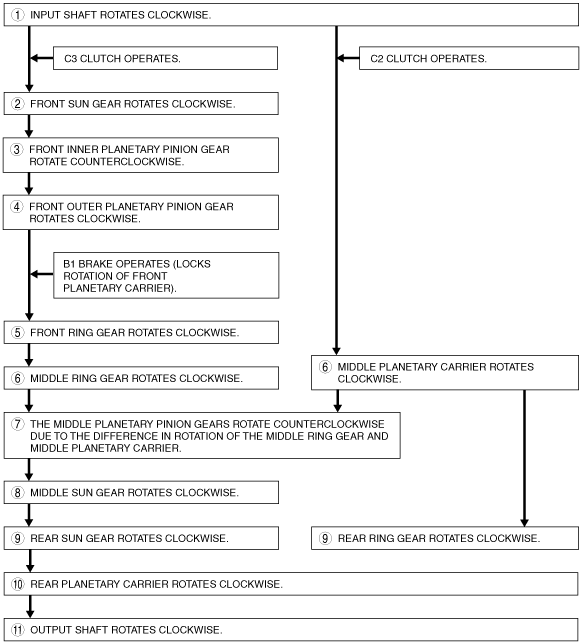 ① INPUT SHAFT ROTATES CLOCKWISE.
C3 CLUTCH OPERATES.
C2 CLUTCH OPERATES.
② FRONT SUN GEAR ROTATES CLOCKWISE.
③ FRONT INNER PLANETARY PINION GEAR
ROTATE COUNTERCLOCKWISE.
④ FRONT OUTER PLANETARY PINION GEAR
ROTATES CLOCKWISE.
B1 BRAKE OPERATES (LOCKS
ROTATION OF FRONT
PLANETARY CARRIER).
⑤ FRONT RING GEAR ROTATES CLOCKWISE.
⑥ MIDDLE RING GEAR ROTATES CLOCKWISE.
⑥ MIDDLE PLANETARY CARRIER ROTATES
CLOCKWISE.
⑦ THE MIDDLE PLANETARY PINION GEARS ROTATE COUNTERCLOCKWISE
DUE TO THE DIFFERENCE IN ROTATION OF THE MIDDLE RING GEAR AND
MIDDLE PLANETARY CARRIER.
⑧ MIDDLE SUN GEAR ROTATES CLOCKWISE.
⑨ REAR SUN GEAR ROTATES CLOCKWISE.
⑨ REAR RING GEAR ROTATES CLOCKWISE.
⑩ REAR PLANETARY CARRIER ROTATES CLOCKWISE.
⑪ OUTPUT SHAFT ROTATES CLOCKWISE.